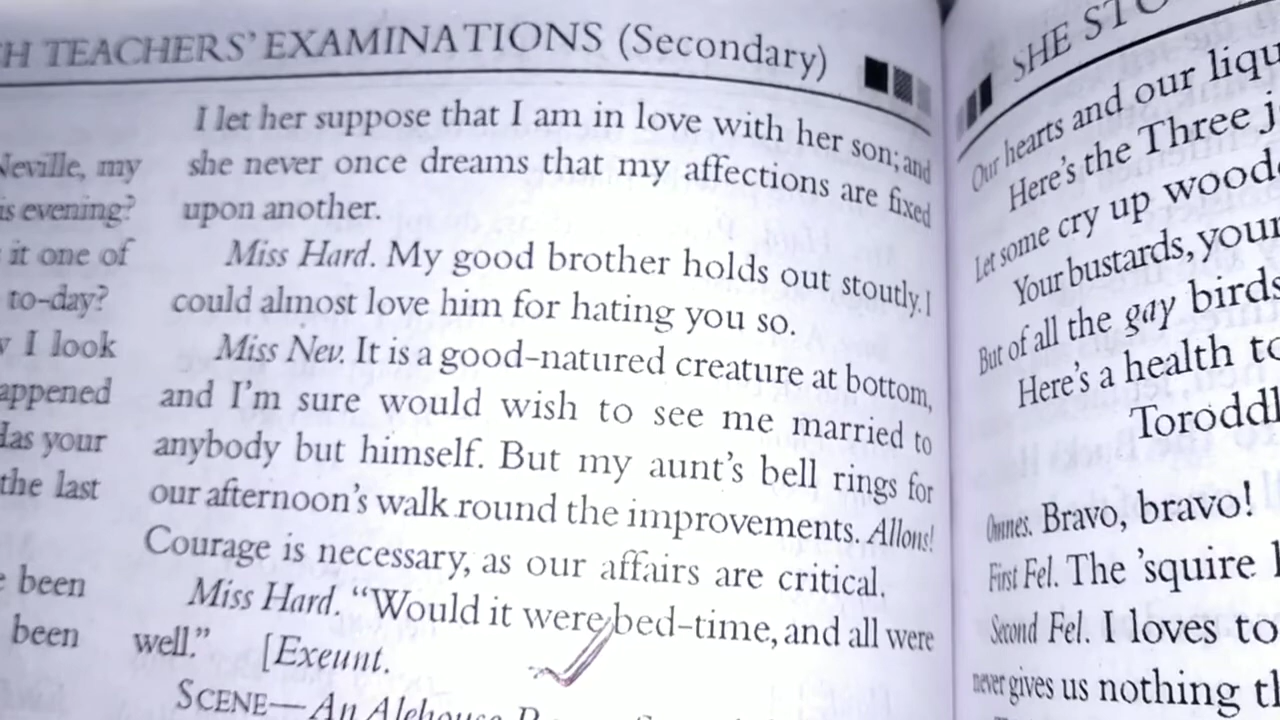 H TEACHERS' EXAMINATIONS (Secondary)
Neville, my
is evening?
it one of
to-day?
I look
appened
Has your
the last
been
been
I let her suppose that I am in love with her son; and
she never once dreams that my affections are fixed
upon another.
Miss Hard. My good brother holds out stoutly. I
could almost love him for hating you so.
Miss Nev. It is a good-natured creature at bottom,
and I'm sure would wish to see me married to
anybody but himself. But my aunt's bell rings for
our afternoon's walk round the improvements. Allons!
Courage is necessary, as our affairs are critical.
Miss Hard. "Would it were bed-time, and all were
well." [Exeunt.
SCENE—An Alehouse
SHE STO
Our hearts and our liqu
Here's the Three j
Let some cry up woodc
Your bustards, your
But of all the gay birds
Here's a health to
Toroddl
Omnes. Bravo, bravo!
First Fel. The 'squire
Second Fel. I loves to
never gives us nothing th